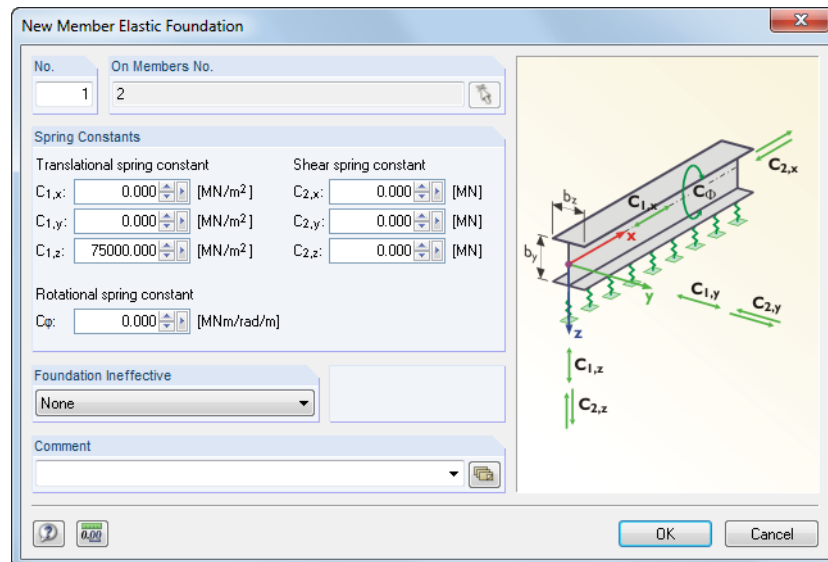 New Member Elastic Foundation
No. On Members No.
1 2
Spring Constants
Translational spring constant Shear spring constant
C1,x: 0.000 [MN/m²] C2,x: 0.000 [MN]
C1,y: 0.000 [MN/m²] C2,y: 0.000 [MN]
C1,z: 75000.000 [MN/m²] C2,z: 0.000 [MN]
Rotational spring constant
Cφ: 0.000 [MNm/rad/m]
Foundation Ineffective
None
Comment
C2,x
bz C1,x CΦ
x
by
y C1,y C2,y
z
C1,z
C2,z
0.00 OK Cancel